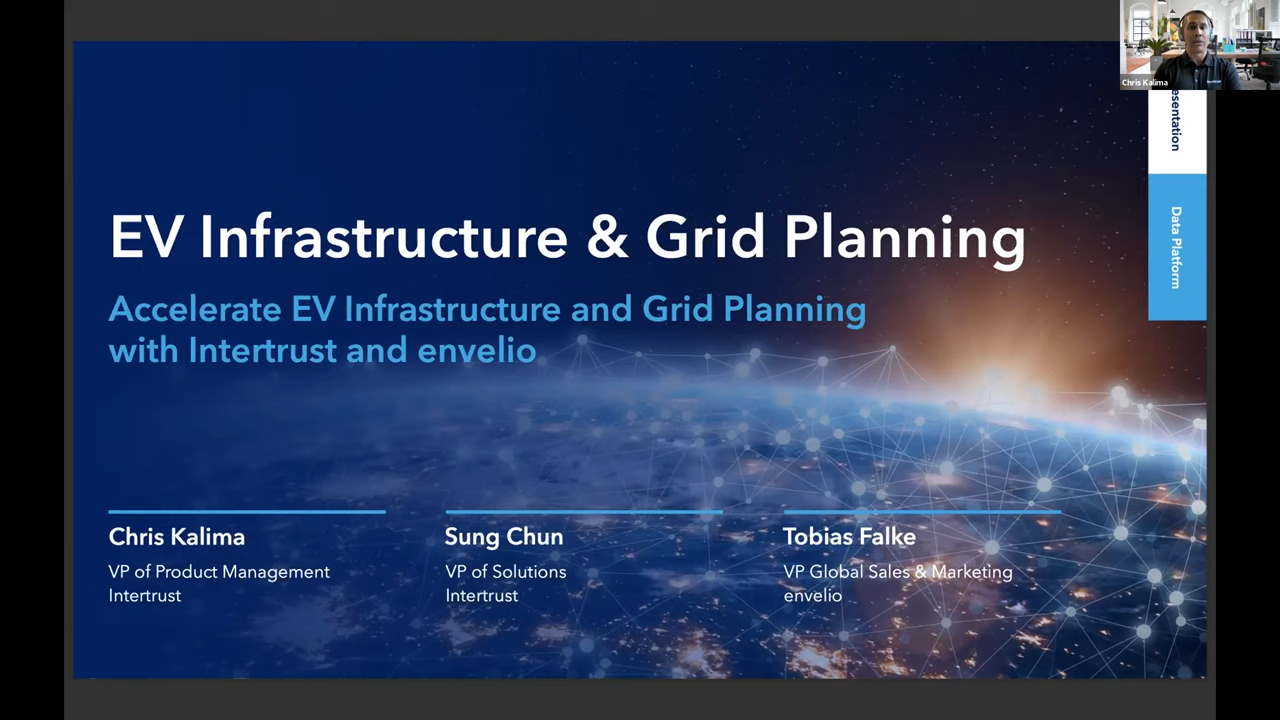 Chris Kalima
Data Platform
EV Infrastructure & Grid Planning
Accelerate EV Infrastructure and Grid Planning
with Intertrust and envelio
Chris Kalima
VP of Product Management
Intertrust
Sung Chun
VP of Solutions
Intertrust
Tobias Falke
VP Global Sales & Marketing
envelio